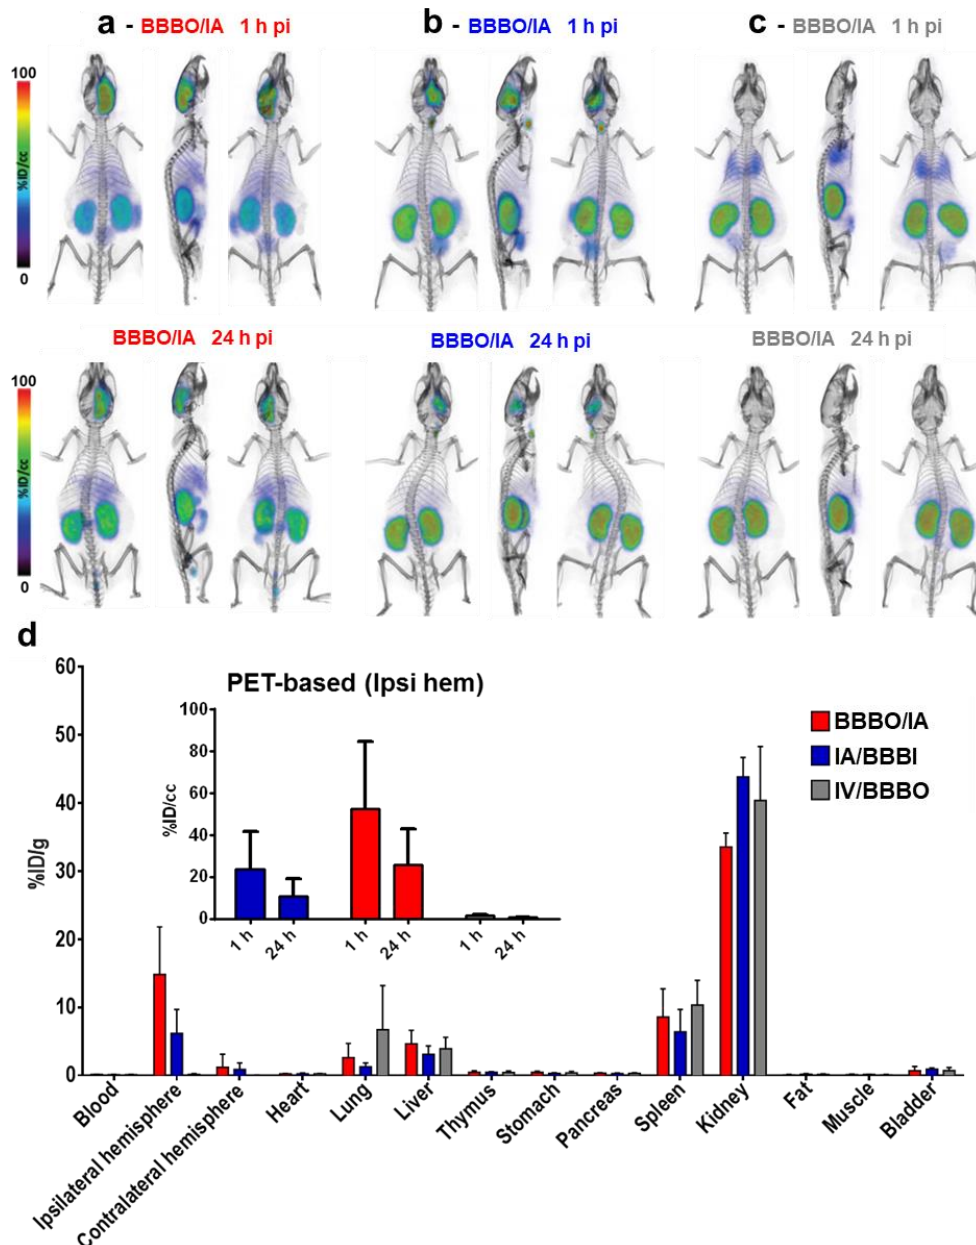 a - BBBO/IA 1 h pi
b - BBBO/IA 1 h pi
c - BBBO/IA 1 h pi
100
%ID/cc
0
BBBO/IA 24 h pi
BBBO/IA 24 h pi
BBBO/IA 24 h pi
100
%ID/cc
0
d
60
50
40
30
20
10
0
%ID/g
PET-based (Ipsi hem)
100
80
60
40
20
0
%ID/cc
1 h
24 h
1 h
24 h
1 h
24 h
BBBO/IA
IA/BBBI
IV/BBBO
Blood
Ipsilateral hemisphere
Contralateral hemisphere
Heart
Lung
Liver
Thymus
Stomach
Pancreas
Spleen
Kidney
Fat
Muscle
Bladder